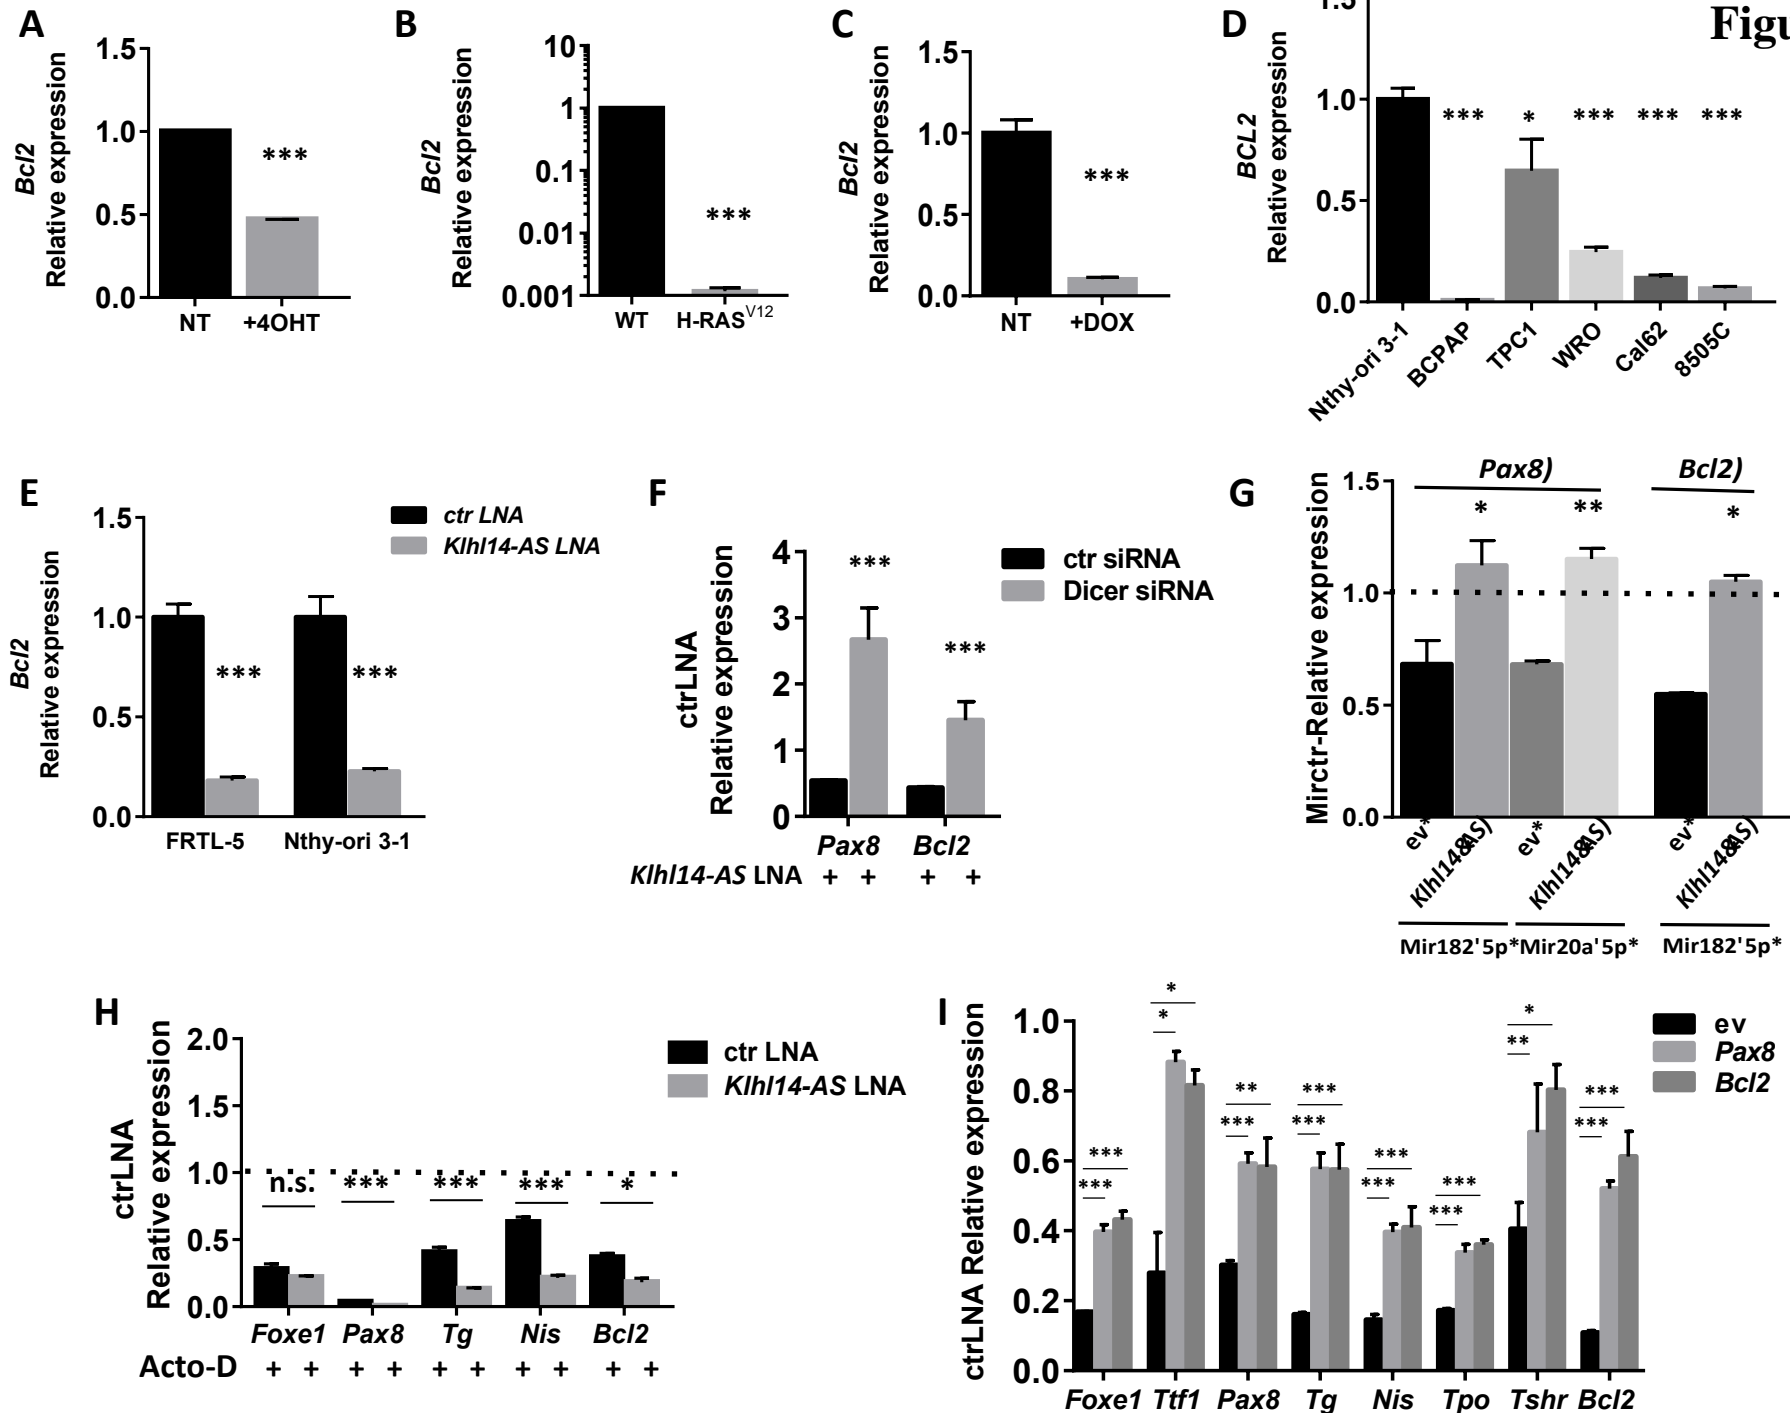 Figu
A
Bcl2
Relative expression
1.5
1.0
0.5
0.0
***
NT
+4OHT
B
Bcl2
Relative expression
10
1
0.1
0.01
0.001
***
WT
H-RASV12
C
Bcl2
Relative expression
1.5
1.0
0.5
0.0
***
NT
+DOX
D
BCL2
Relative expression
1.5
1.0
0.5
0.0
*** * *** *** ***
Nthy-ori 3-1
BCPAP
TPC1
WRO
Cal62
8505C
E
Bcl2
Relative expression
1.5
1.0
0.5
0.0
ctr LNA
Klhl14-AS LNA
*** ***
FRTL-5
Nthy-ori 3-1
F
ctrLNA
Relative expression
4
3
2
1
0
ctr siRNA
Dicer siRNA
***
***
Pax8 Bcl2
Klhl14-AS LNA + + + +
G
Mirctr-Relative expression
Pax8)
Bcl2)
1.5
1.0
0.5
0.0
* ** *
ev*
ev*
ev*
Mir182'5p*
Mir20a'5p*
Mir182'5p*
H
ctrLNA
Relative expression
2.0
1.5
1.0
0.5
0.0
ctr LNA
Klhl14-AS LNA
n.s. *** *** *** *
Foxe1 Pax8 Tg Nis Bcl2
Acto-D + + + + + + + + + +
I
ctrLNA Relative expression
1.0
0.8
0.6
0.4
0.2
0.0
ev
Pax8
Bcl2
***
***
*
*
**
***
***
***
***
***
***
***
*
**
***
***
Foxe1 Ttf1 Pax8 Tg Nis Tpo Tshr Bcl2